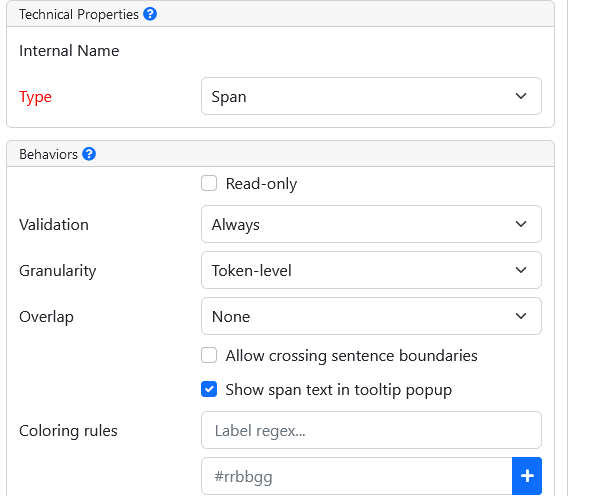 Technical Properties ?
Internal Name
Type
Span
Behaviors ?
Read-only
Validation
Always
Granularity
Token-level
Overlap
None
Allow crossing sentence boundaries
Show span text in tooltip popup
Coloring rules
Label regex...
#rrbbgg
+